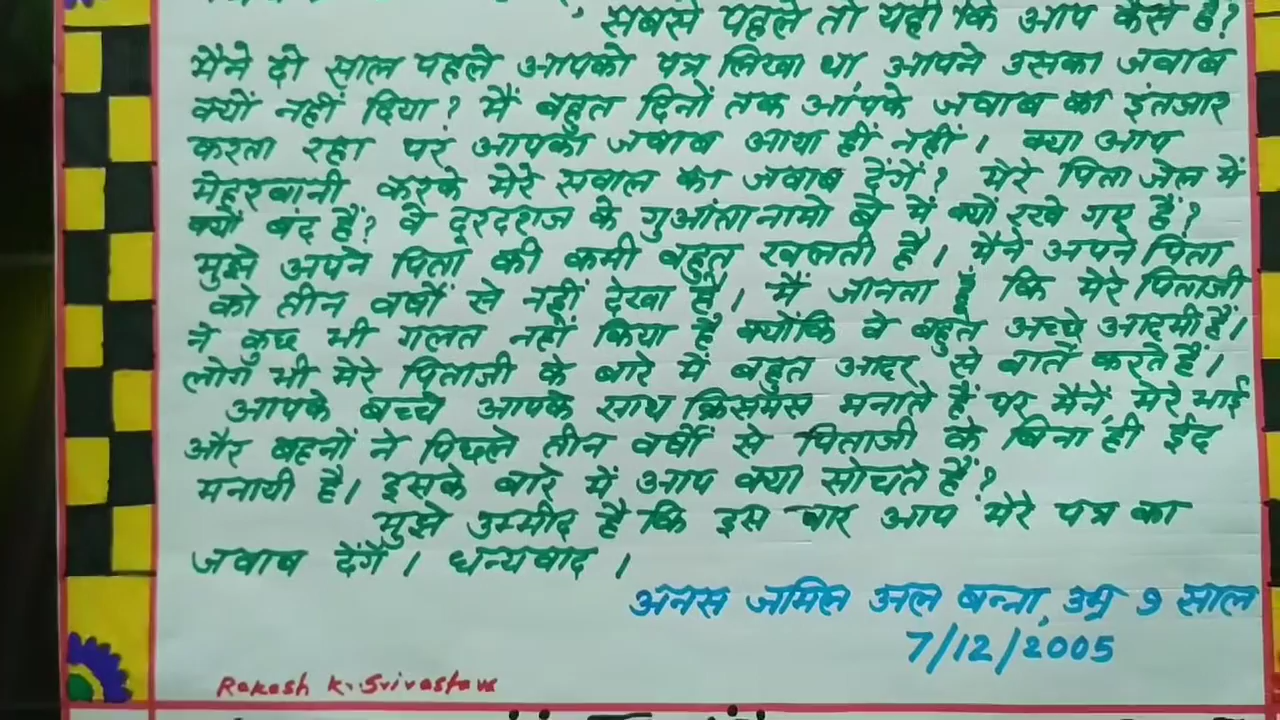 सबसे पहले तो यही कि आप कैसे हैं?
मैने दो साल पहले आपको पत्र लिखा था, आपने उसका जवाब
क्यों नहीं दिया? मैं बहुत दिनों तक आपके जवाब का इंतजार
करता रहा पर आपका जवाब आया हीं नहीं। क्या आप
मेहरबानी करके मेरे सवाल का जवाब देंगें? मेरे पिता जेल में
क्यों बंद हैं? वे दूरदराज के गुआंतानामो बे में क्यों रखे गए हैं?
मुझे अपने पिता की कमी बहुत खलती है। मैंने अपने पिता
को तीन वर्षों से नहीं देखा है। मैं जानता हूँ कि मेरे पिताजी
ने कुछ भी गलत नहीं किया है क्योंकि वे बहुत अच्छे आदमी हैं।
लोग भी मेरे पिताजी के बारे में बहुत आदर से बातें करते हैं।
आपके बच्चे आपके साथ क्रिसमस मनाते हैं पर मैंनें, मेरे भाई
और बहनों ने पिछले तीन वर्षों से पिताजी के बिना ही ईद
मनायी है। इसके बारे में आप क्या सोचते हैं?
मुझे उम्मीद है कि इस बार आप मेरे पत्र का
जवाब देंगें। धन्यवाद।
अनस जमिल अल बन्ना, उम्र 9 साल
7/12/2005
Rakesh K. Srivastava